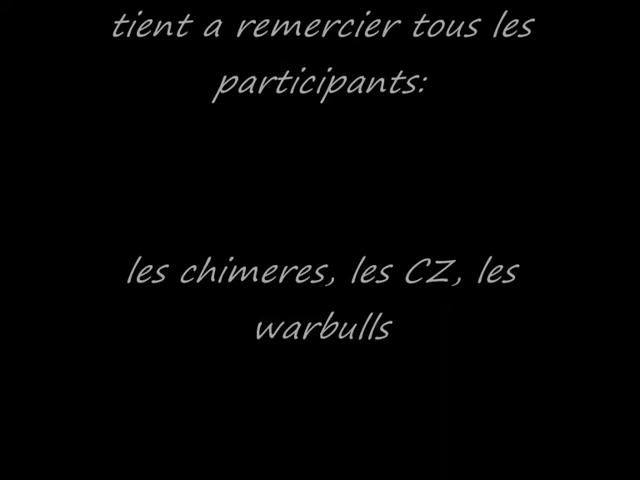 tient a remercier tous les
participants:
les chimeres, les CZ, les
warbulls